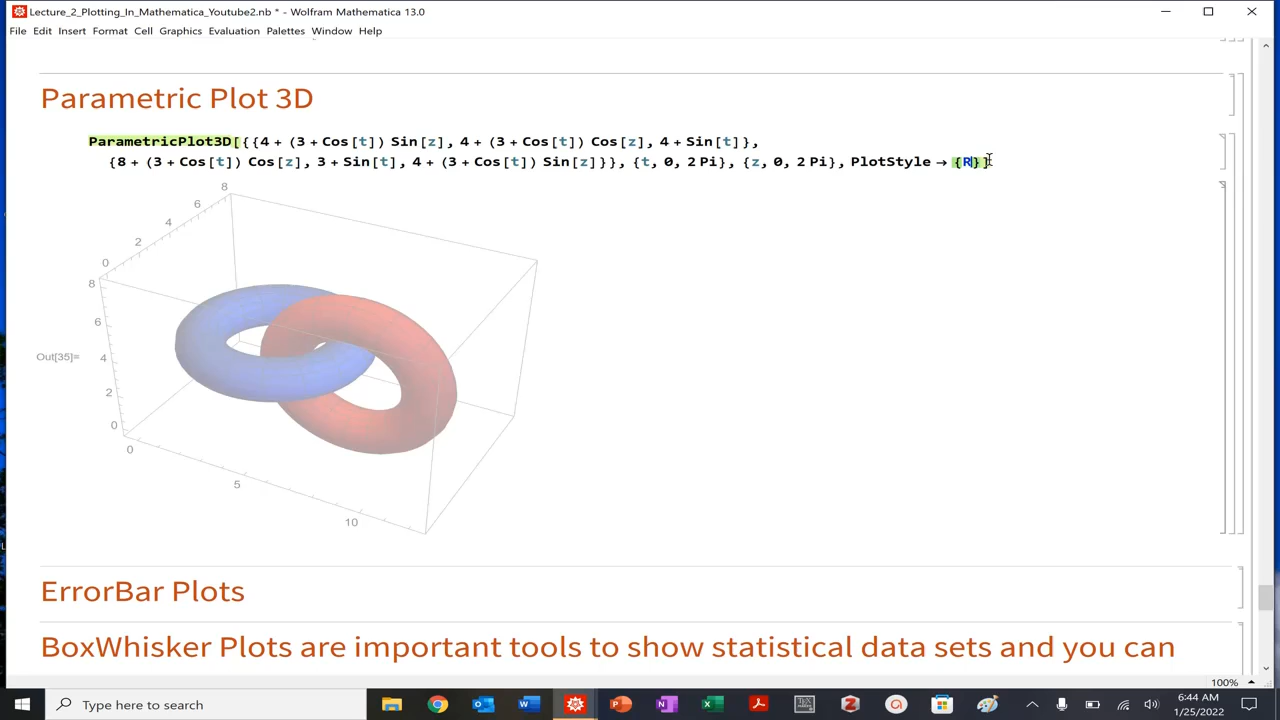 Lecture_2_Plotting_In_Mathematica_Youtube2.nb * - Wolfram Mathematica 13.0
File Edit Insert Format Cell Graphics Evaluation Palettes Window Help
Parametric Plot 3D
ParametricPlot3D[{{4 + (3 + Cos[t]) Sin[z], 4 + (3 + Cos[t]) Cos[z], 4 + Sin[t]},
{8 + (3 + Cos[t]) Cos[z], 3 + Sin[t], 4 + (3 + Cos[t]) Sin[z]}}, {t, 0, 2 Pi}, {z, 0, 2 Pi}, PlotStyle → {R}]
8
6
4
2
0
8
6
Out[35]=
4
2
0
0
5
10
ErrorBar Plots
BoxWhisker Plots are important tools to show statistical data sets and you can
100%
Type here to search
6:44 AM
1/25/2022